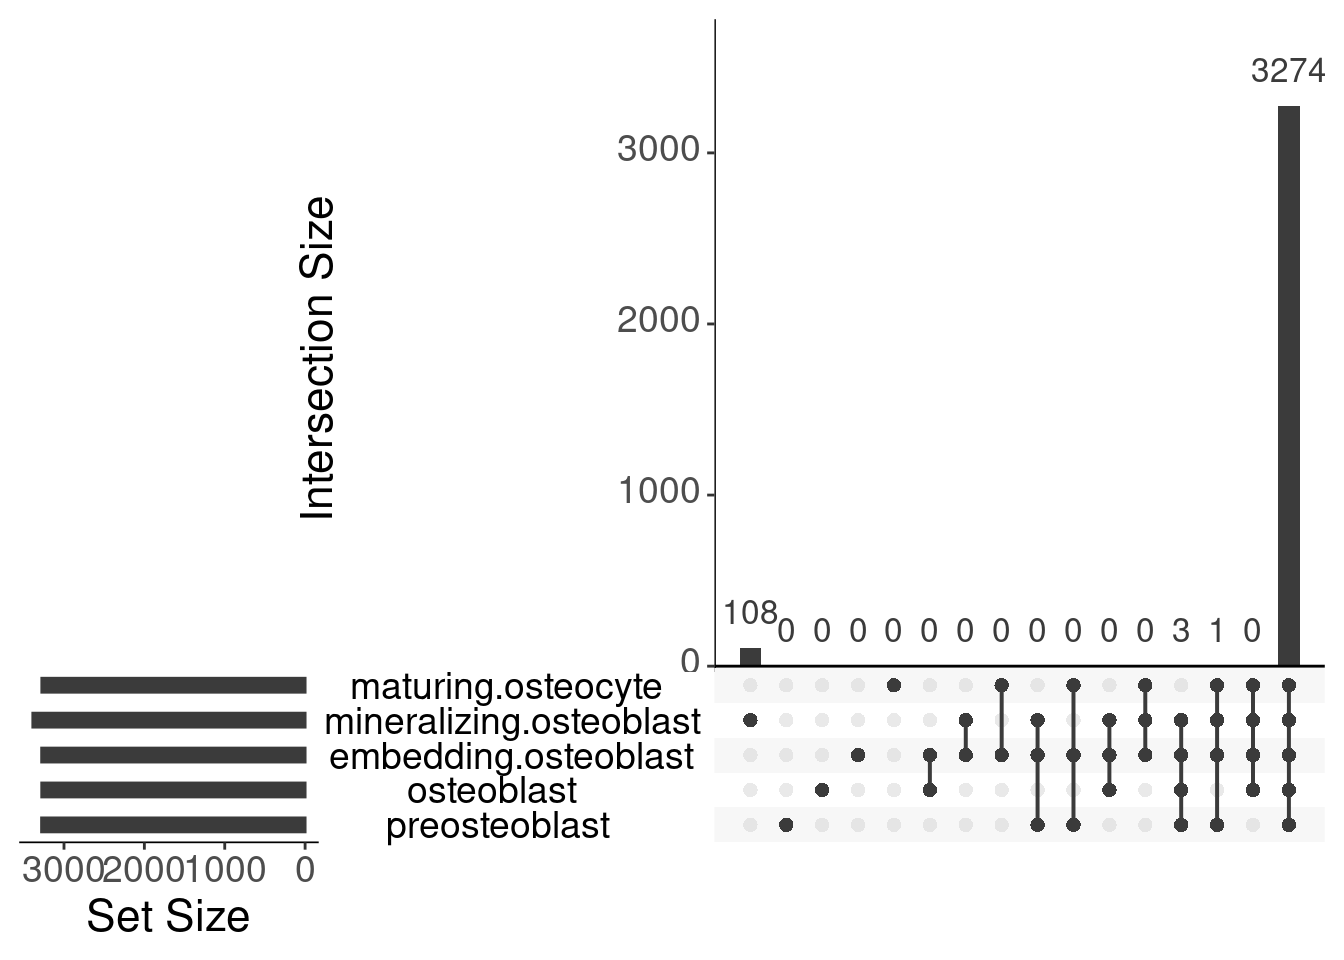 3274
3000
2000
1000
0
Intersection Size
108 0 0 0 0 0 0 0 0 0 0 0 3 1 0
maturing.osteocyte
mineralizing.osteoblast
embedding.osteoblast
osteoblast
preosteoblast
3000 2000 1000 0
Set Size